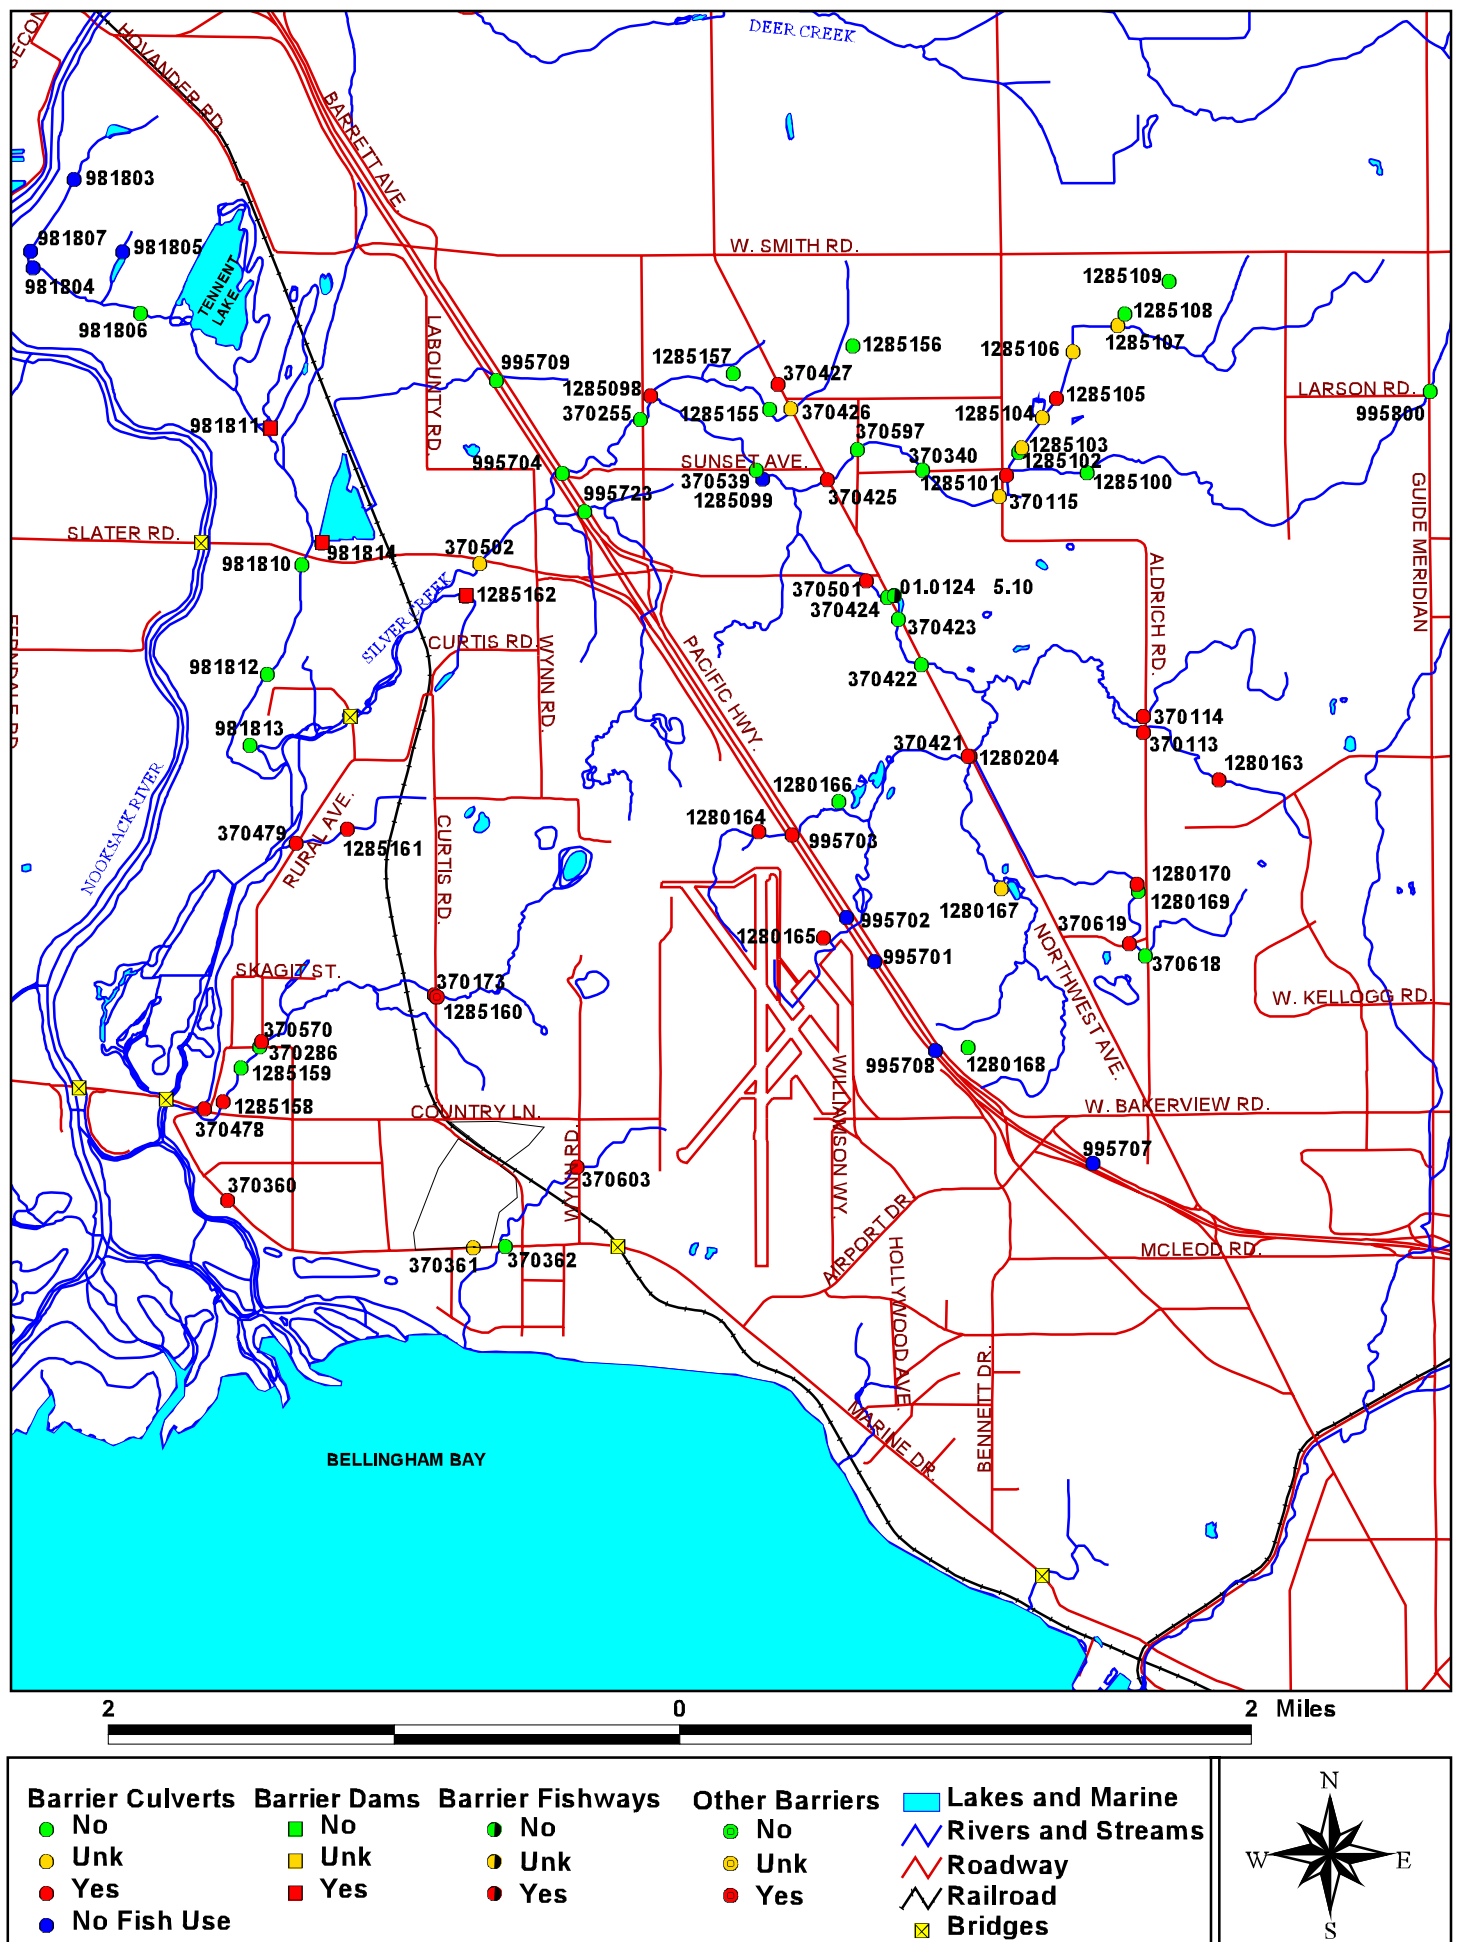 DEER CREEK
HOVANDER RD.
SECON
BARRETT AVE.
981803
981807
981805
981804
981806
TENNENT
LAKE
W. SMITH RD.
1285109
1285108
1285107
1285106
1285156
1285157
995709
370427
1285098
1285105
LARSON RD.
995800
LABOUNTY RD.
370255
1285155
370426
1285104
981811
370597
1285103
995704
SUNSET AVE.
370340
1285102
370539
1285099
370425
1285101
1285100
995723
370115
GUIDE MERIDIAN
SLATER RD.
981814
370502
981810
ALDRICH RD.
370501
01.0124 5.10
370424
1285162
SILVER CREEK
370423
FERNDALE RD
CURTIS RD.
WYNN RD.
PACIFIC HWY.
981812
370422
981813
370114
370113
370421
1280204
1280163
NOOKSACK RIVER
1280166
RURAL AVE.
370479
1285161
CURTIS RD.
1280164
995703
1280170
1280167
1280169
995702
370619
1280165
995701
NORTHWEST AVE.
370618
SKAGIT ST.
370173
1285160
W. KELLOGG RD.
370570
370286
1285159
995708
1280168
WILLIAMSON WY.
1285158
370478
COUNTRY LN.
W. BAKERVIEW RD.
WYNN RD.
995707
370603
370360
AIRPORT DR.
370361
370362
MCLEOD RD.
HOLLYWOOD AVE.
BENNETT DR.
MARINE DR.
BELLINGHAM BAY
2 0 2 Miles
Barrier Culverts
No
Unk
Yes
No Fish Use
Barrier Dams
No
Unk
Yes
Barrier Fishways
No
Unk
Yes
Other Barriers
No
Unk
Yes
Lakes and Marine
Rivers and Streams
Roadway
Railroad
Bridges
N
W
E
S